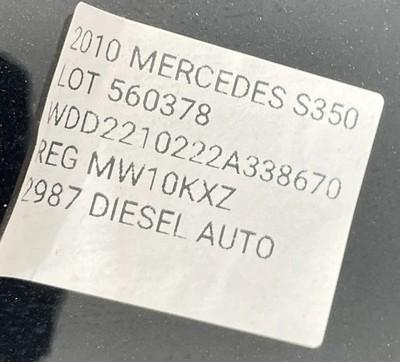 2010 MERCEDES S350
LOT 560378
WDD2210222A338670
REG MW10KXZ
2987 DIESEL AUTO